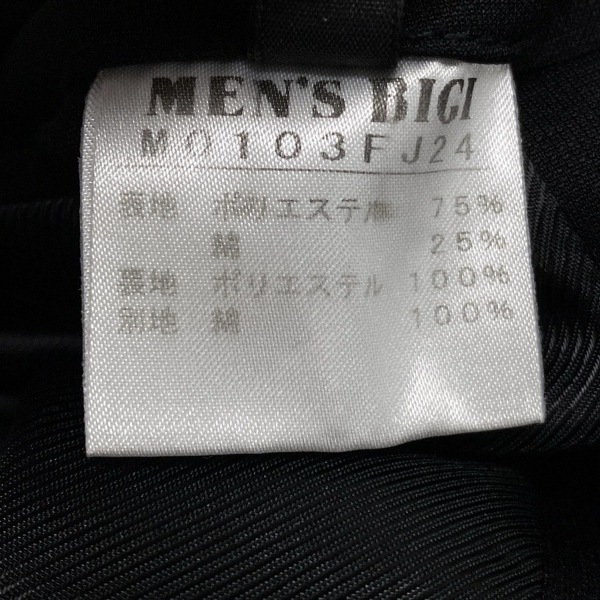 MEN'S BIGI
M0103FJ24
表地 ポリエステル 75%
綿 25%
裏地 ポリエステル 100%
別地 綿 100%